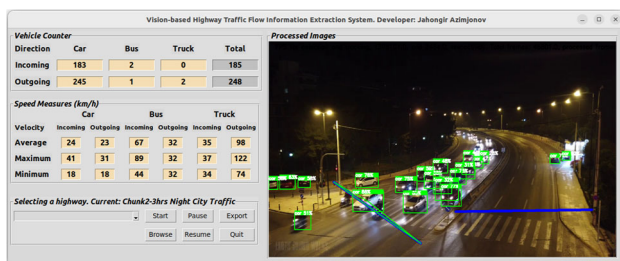 Vision-based Highway Traffic Flow Information Extraction System. Developer: Jahongir Azimjonov
Vehicle Counter
Direction Car Bus Truck Total
Incoming 183 2 0 185
Outgoing 245 1 2 248
Speed Measures (km/h)
Car Bus Truck
Velocity Incoming Outgoing Incoming Outgoing Incoming Outgoing
Average 24 23 67 32 35 98
Maximum 41 31 89 32 37 122
Minimum 18 18 44 32 34 74
Selecting a highway. Current: Chunk2-3hrs Night City Traffic
Start Pause Export
Browse Resume Quit
Processed Images